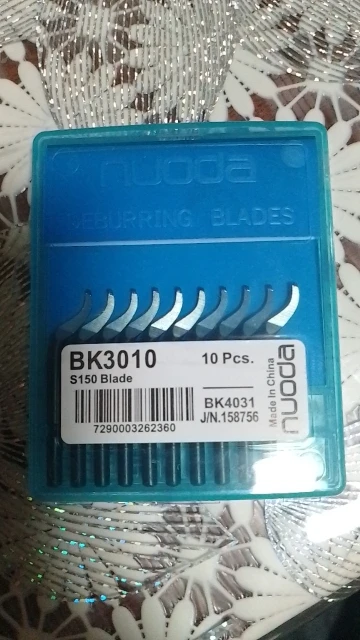 nuoda
DEBURRING BLADES
BK3010
10 Pcs.
S150 Blade
7290003262360
BK4031
J/N.158756
Made In China
nuoda